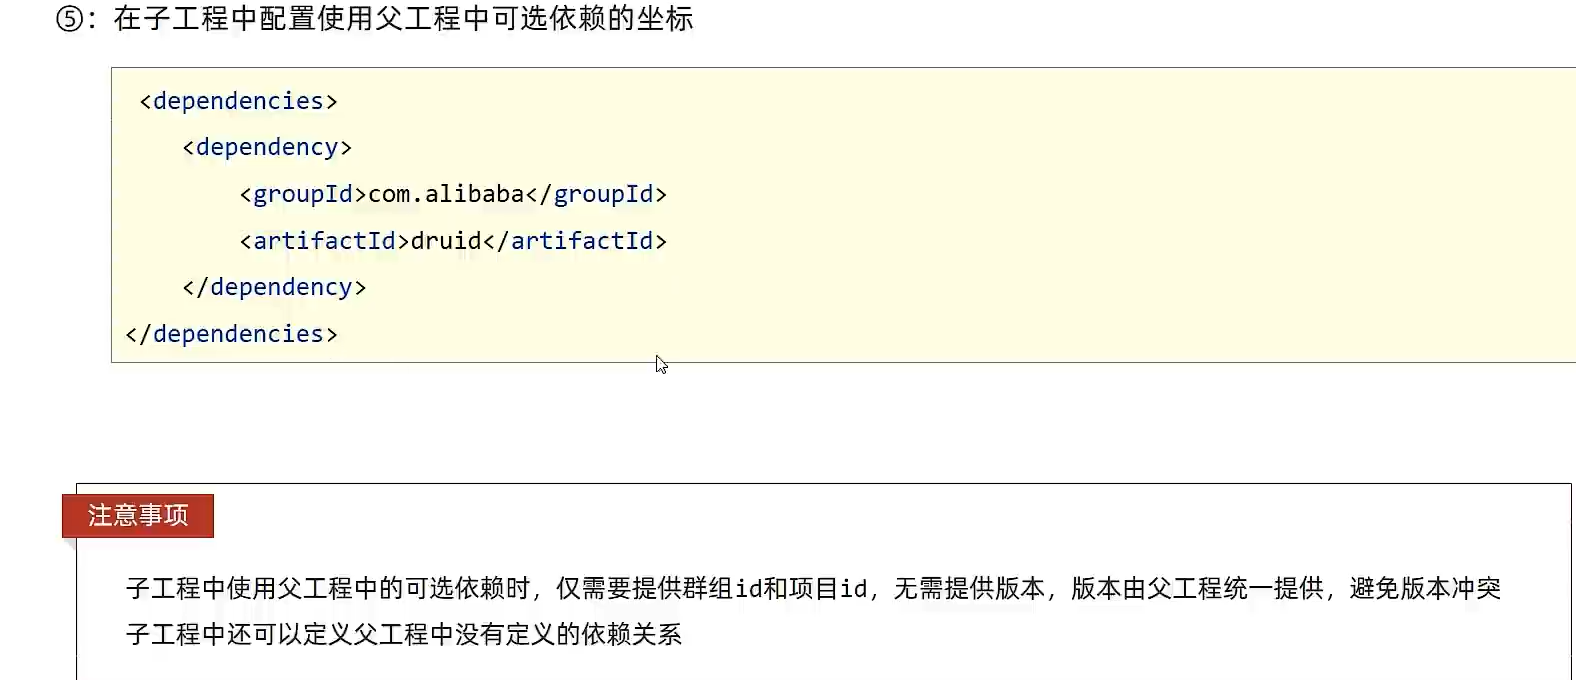 ⑤：在子工程中配置使用父工程中可选依赖的坐标
<dependencies>
<dependency>
<groupId>com.alibaba</groupId>
<artifactId>druid</artifactId>
</dependency>
</dependencies>
注意事项
子工程中使用父工程中的可选依赖时，仅需要提供群组id和项目id，无需提供版本，版本由父工程统一提供，避免版本冲突
子工程中还可以定义父工程中没有定义的依赖关系